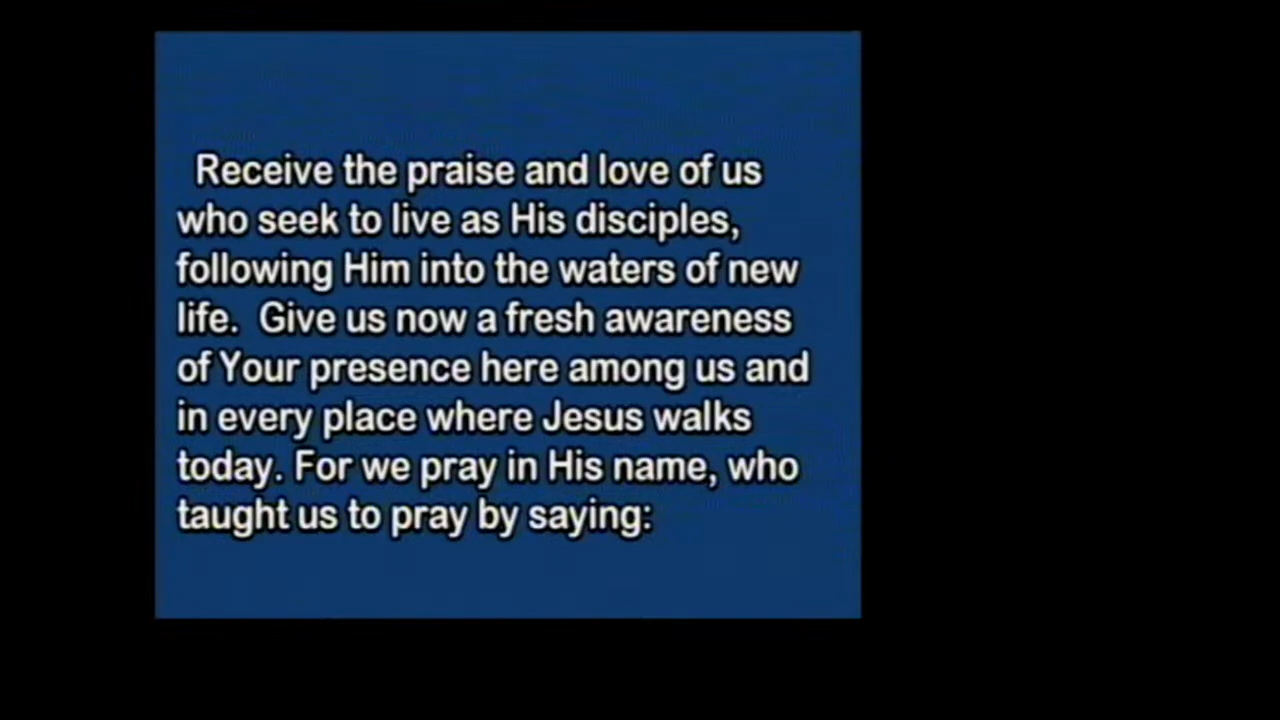 Receive the praise and love of us
who seek to live as His disciples,
following Him into the waters of new
life.  Give us now a fresh awareness
of Your presence here among us and
in every place where Jesus walks
today. For we pray in His name, who
taught us to pray by saying: